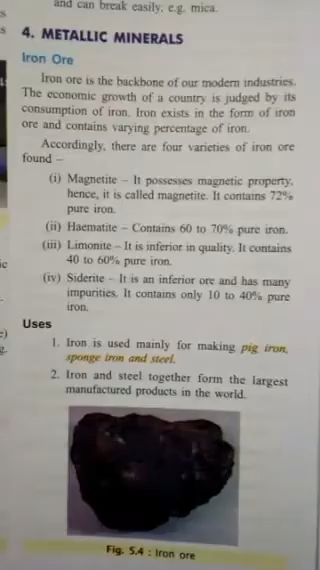 and can break easily, e.g. mica.
4. METALLIC MINERALS
Iron Ore
Iron ore is the backbone of our modern industries.
The economic growth of a country is judged by its
consumption of iron. Iron exists in the form of iron
ore and contains varying percentage of iron.
Accordingly, there are four varieties of iron ore
found –
(i) Magnetite – It possesses magnetic property,
hence, it is called magnetite. It contains 72%
pure iron.
(ii) Haematite – Contains 60 to 70% pure iron.
(iii) Limonite – It is inferior in quality. It contains
40 to 60% pure iron.
(iv) Siderite – It is an inferior ore and has many
impurities. It contains only 10 to 40% pure
iron.
Uses
1. Iron is used mainly for making pig iron,
sponge iron and steel.
2. Iron and steel together form the largest
manufactured products in the world.
Fig. 5.4 : Iron ore